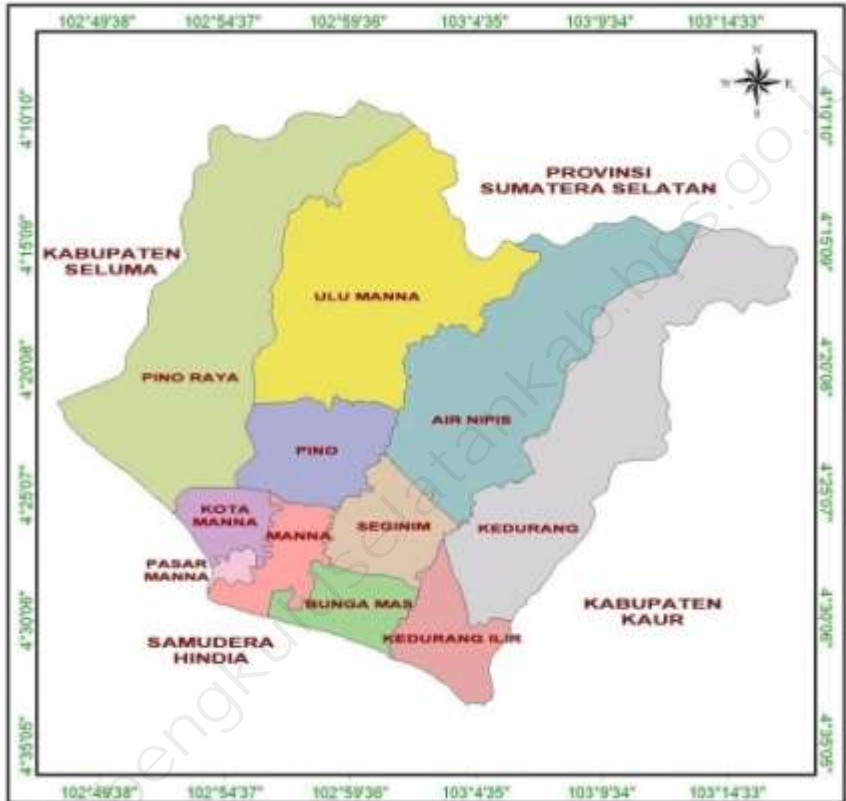 102°49'38" 102°54'37" 102°59'36" 103°4'35" 103°9'34" 103°14'33"
N
W E
S
4°10'10" 4°10'10"
PROVINSI
SUMATERA SELATAN
KABUPATEN
SELUMA
4°15'09" 4°15'09"
ULU MANNA
4°20'08" 4°20'08"
PINO RAYA
AIR NIPIS
PINO
4°25'07" 4°25'07"
KOTA
MANNA
MANNA
SEGINIM
KEDURANG
PASAR
MANNA
BUNGA MAS
KABUPATEN
KAUR
4°30'06" 4°30'06"
KEDURANG ILIR
SAMUDERA
HINDIA
4°35'05" 4°35'05"
102°49'38" 102°54'37" 102°59'36" 103°4'35" 103°9'34" 103°14'33"
bengkuluselatankab.bps.go.id